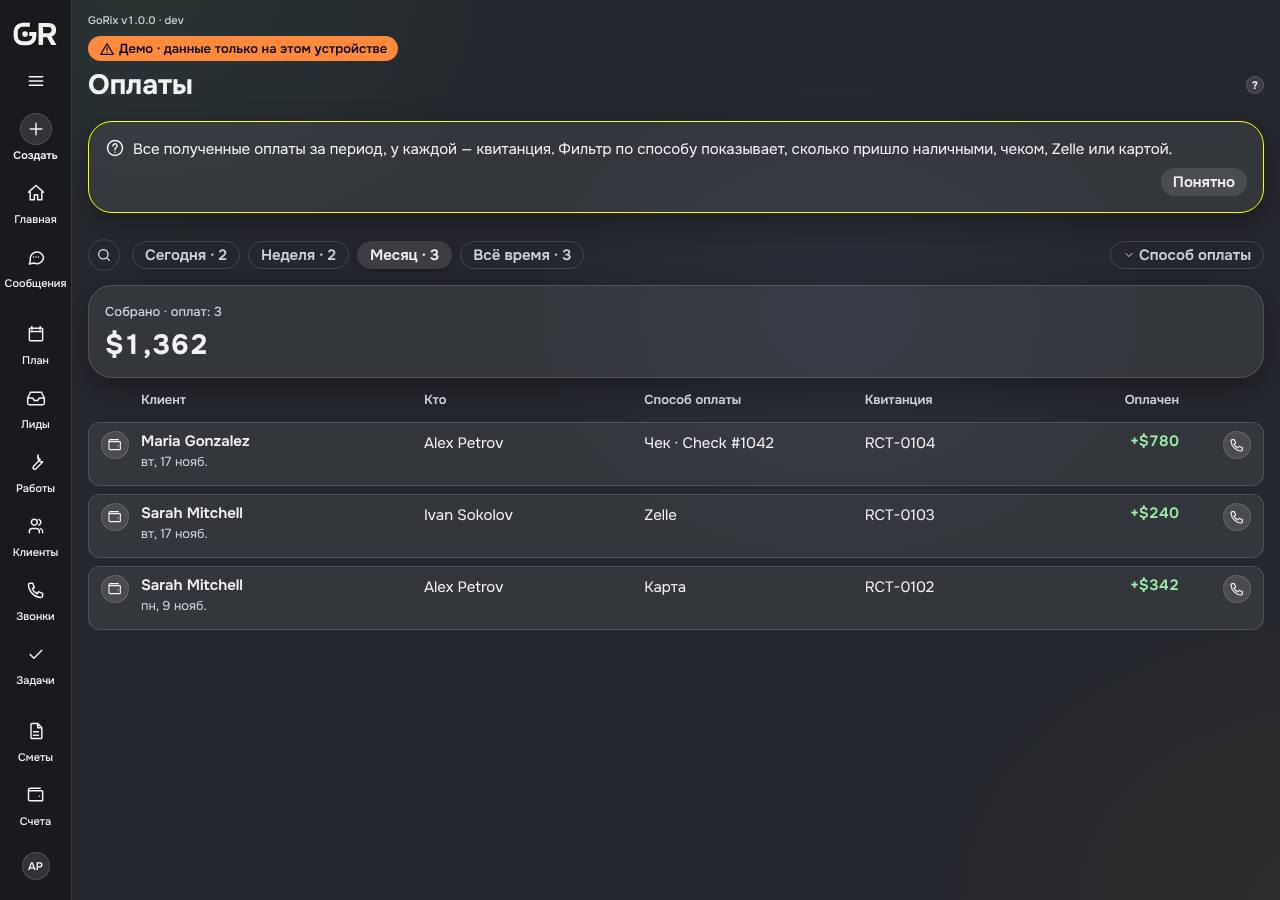 GR
GoRix v1.0.0 · dev
Демо · данные только на этом устройстве
Оплаты
?
Все полученные оплаты за период, у каждой — квитанция. Фильтр по способу показывает, сколько пришло наличными, чеком, Zelle или картой.
Понятно
Сегодня · 2
Неделя · 2
Месяц · 3
Всё время · 3
Способ оплаты
Собрано · оплат: 3
$1,362
Клиент Кто Способ оплаты Квитанция Оплачен
Maria Gonzalez Alex Petrov Чек · Check #1042 RCT-0104 +$780
вт, 17 нояб.
Sarah Mitchell Ivan Sokolov Zelle RCT-0103 +$240
вт, 17 нояб.
Sarah Mitchell Alex Petrov Карта RCT-0102 +$342
пн, 9 нояб.
Создать
Главная
Сообщения
План
Лиды
Работы
Клиенты
Звонки
Задачи
Сметы
Счета
AP